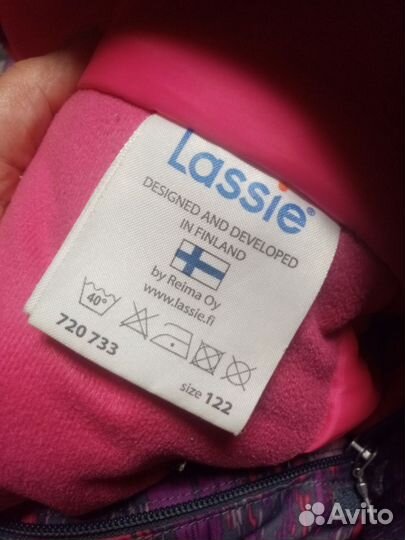 Lassie®
DESIGNED AND DEVELOPED
IN FINLAND
by Reima Oy
www.lassie.fi
40°
720 733
size 122
Avito